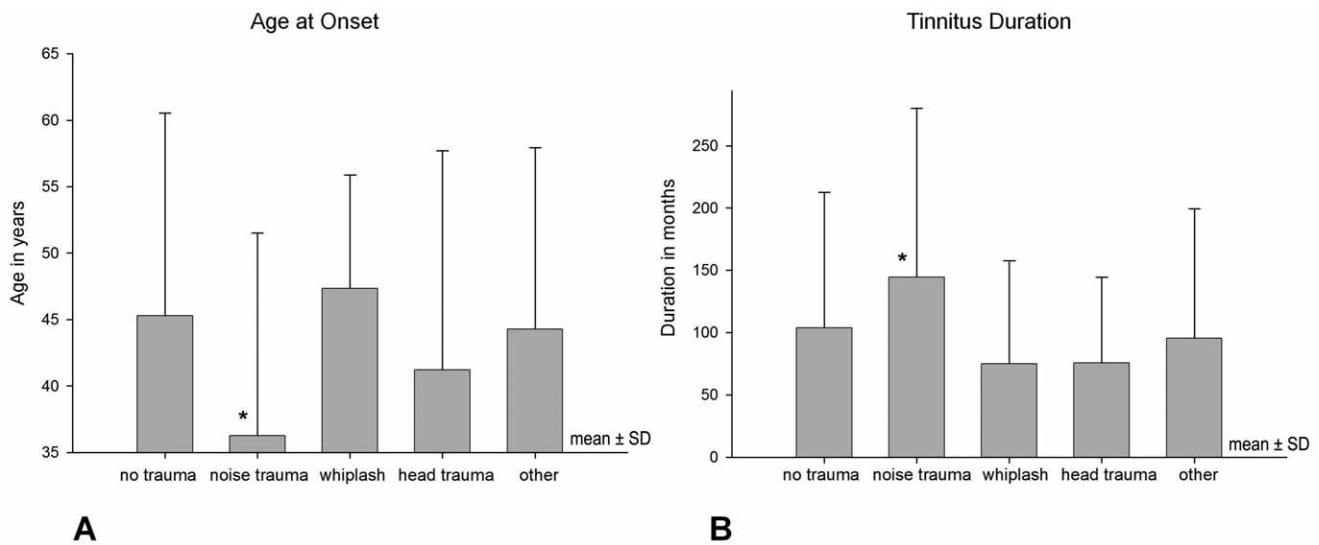 Age at Onset
65
60
55
50
45
40
35
Age in years
*
mean ± SD
no trauma noise trauma whiplash head trauma other
A
Tinnitus Duration
250
200
150
100
50
0
Duration in months
*
mean ± SD
no trauma noise trauma whiplash head trauma other
B